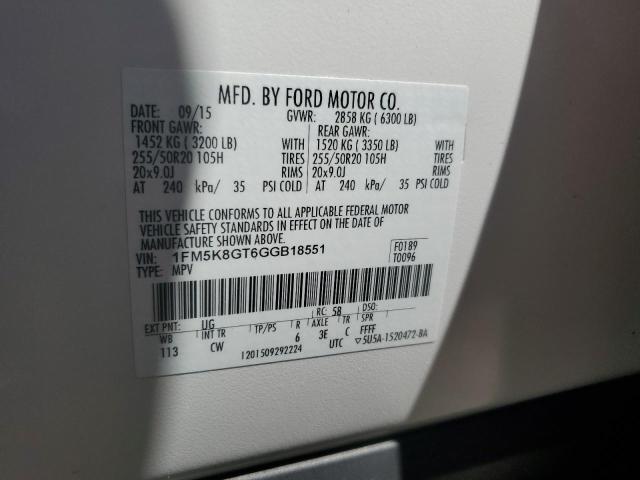 MFD. BY FORD MOTOR CO.
DATE: 09/15 GVWR: 2858 KG ( 6300 LB)
FRONT GAWR: REAR GAWR:
1452 KG ( 3200 LB) WITH 1520 KG ( 3350 LB) WITH
255/50R20 105H TIRES 255/50R20 105H TIRES
20x9.0J RIMS 20x9.0J RIMS
AT 240 kPa/ 35 PSI COLD AT 240 kPa/ 35 PSI COLD
THIS VEHICLE CONFORMS TO ALL APPLICABLE FEDERAL MOTOR
VEHICLE SAFETY STANDARDS IN EFFECT ON THE DATE OF
MANUFACTURE SHOWN ABOVE.
VIN: 1FM5K8GT6GGB18551 F0189
TYPE: MPV T0096
EXT PNT: UG RC: 58 DSO:
WB INT TR TP/PS R AXLE TR SPR
113 CW 6 3E C FFFF
1201509292224 UTC ▽5U5A-1520472-BA